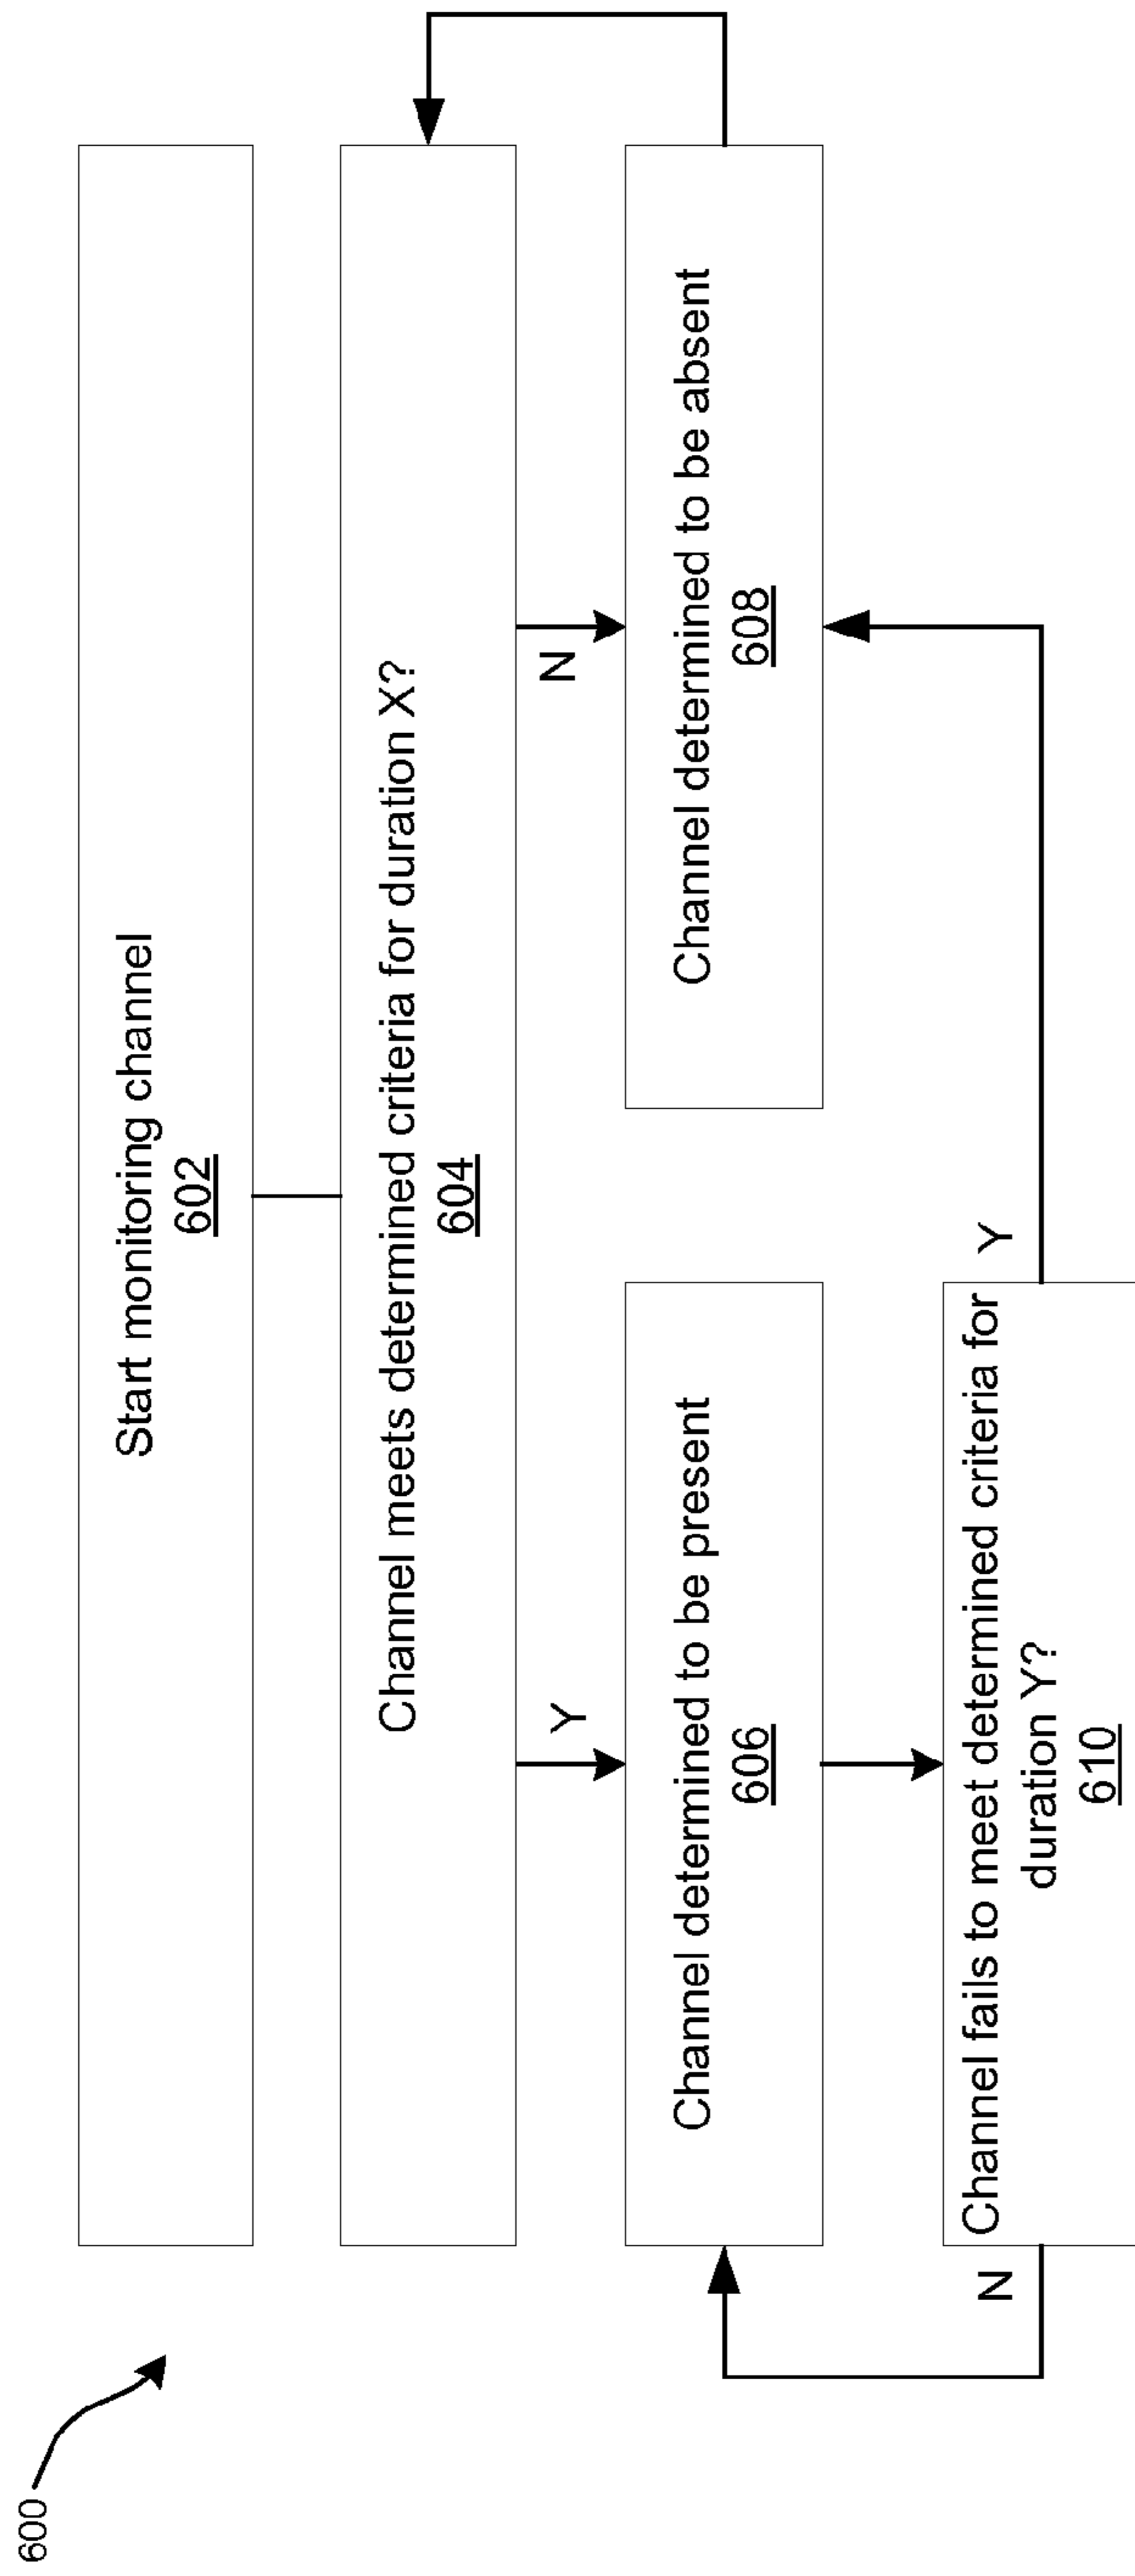 600
Start monitoring channel
602
Channel meets determined criteria for duration X?
604
Y
N
Channel determined to be present
606
Channel determined to be absent
608
N
Channel fails to meet determined criteria for
duration Y?
610
Y